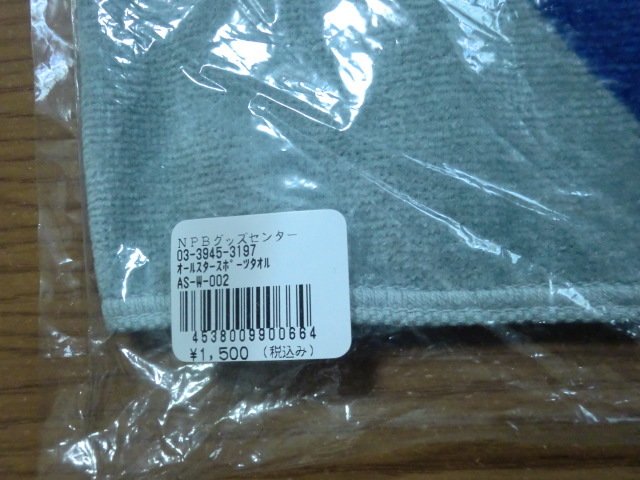 NPBグッズセンター
03-3945-3197
ｵｰﾙｽﾀｰｽﾎﾟｰﾂﾀｵﾙ
AS-W-002
4538009900664
¥1,500 (税込み)